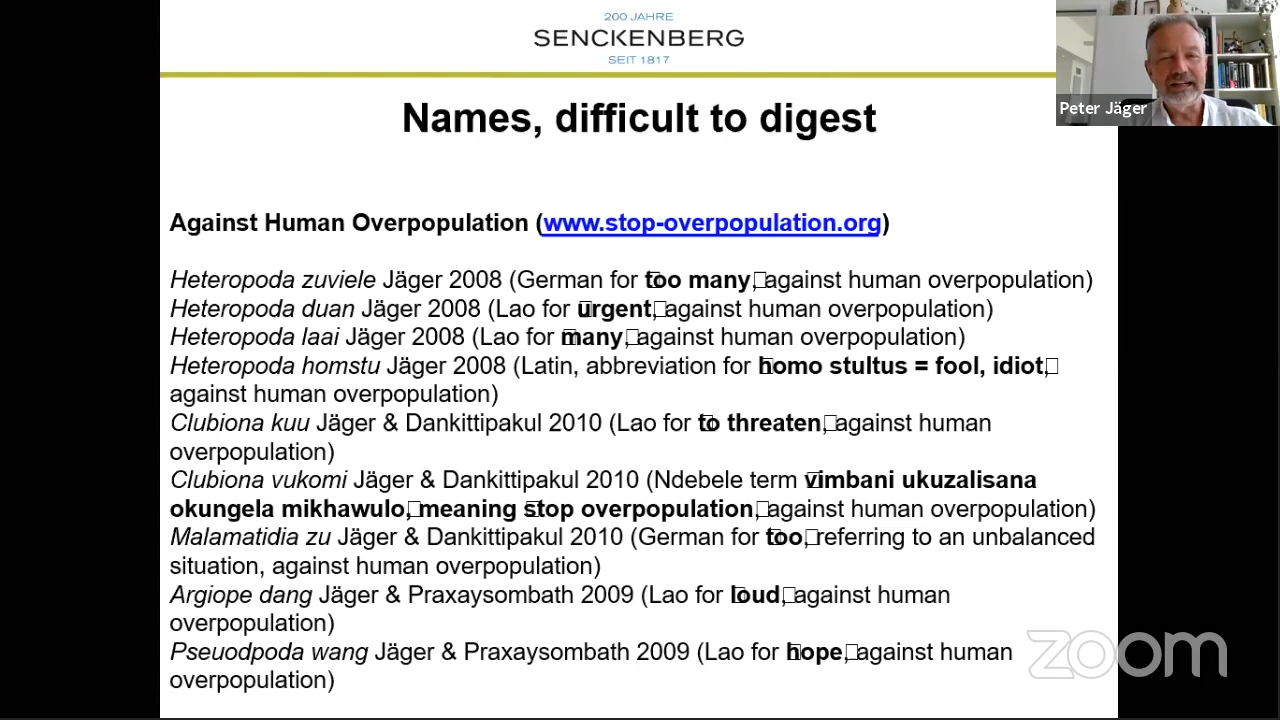 200 JAHRE
SENCKENBERG
SEIT 1817
Peter Jäger
Names, difficult to digest
Against Human Overpopulation (www.stop-overpopulation.org)
Heteropoda zuviele Jäger 2008 (German for too many, against human overpopulation)
Heteropoda duan Jäger 2008 (Lao for urgent, against human overpopulation)
Heteropoda laai Jäger 2008 (Lao for many, against human overpopulation)
Heteropoda homstu Jäger 2008 (Latin, abbreviation for homo stultus = fool, idiot,
against human overpopulation)
Clubiona kuu Jäger & Dankittipakul 2010 (Lao for to threaten, against human
overpopulation)
Clubiona vukomi Jäger & Dankittipakul 2010 (Ndebele term vimbani ukuzalisana
okungela mikhawulo, meaning stop overpopulation, against human overpopulation)
Malamatidia zu Jäger & Dankittipakul 2010 (German for too, referring to an unbalanced
situation, against human overpopulation)
Argiope dang Jäger & Praxaysombath 2009 (Lao for loud, against human
overpopulation)
Pseuodpoda wang Jäger & Praxaysombath 2009 (Lao for hope, against human
overpopulation)
zoom